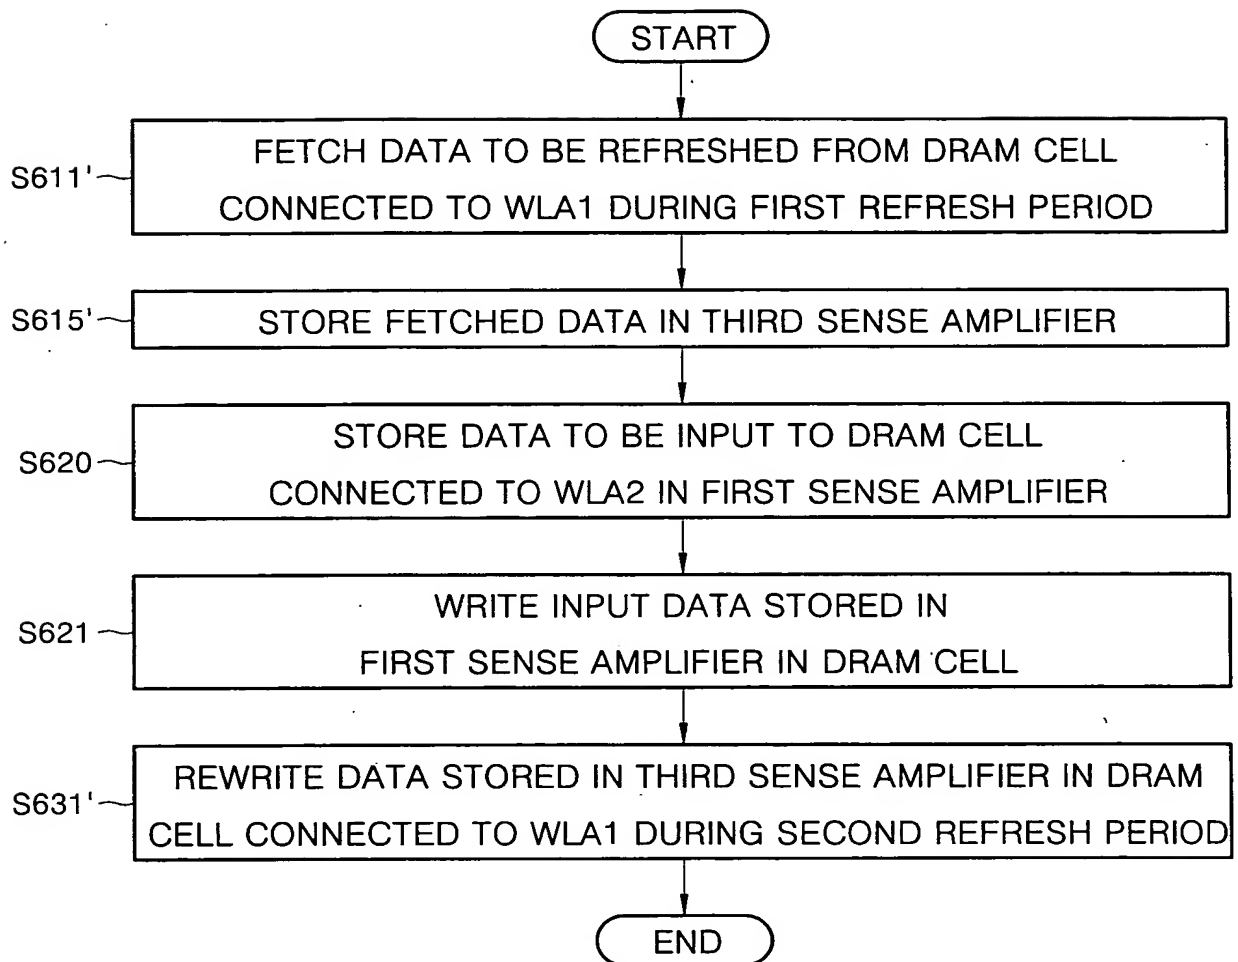 START
S611'
FETCH DATA TO BE REFRESHED FROM DRAM CELL
CONNECTED TO WLA1 DURING FIRST REFRESH PERIOD
S615'
STORE FETCHED DATA IN THIRD SENSE AMPLIFIER
S620
STORE DATA TO BE INPUT TO DRAM CELL
CONNECTED TO WLA2 IN FIRST SENSE AMPLIFIER
S621
WRITE INPUT DATA STORED IN
FIRST SENSE AMPLIFIER IN DRAM CELL
S631'
REWRITE DATA STORED IN THIRD SENSE AMPLIFIER IN DRAM
CELL CONNECTED TO WLA1 DURING SECOND REFRESH PERIOD
END